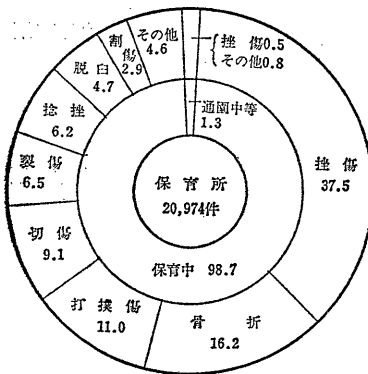 挫傷0.5
その他0.8
通園中等
1.3
挫傷
37.5
骨折
16.2
打撲傷
11.0
切傷
9.1
裂傷
6.5
捻挫
6.2
脱臼
4.7
割傷
2.9
その他
4.6
保育所
20,974件
保育中 98.7